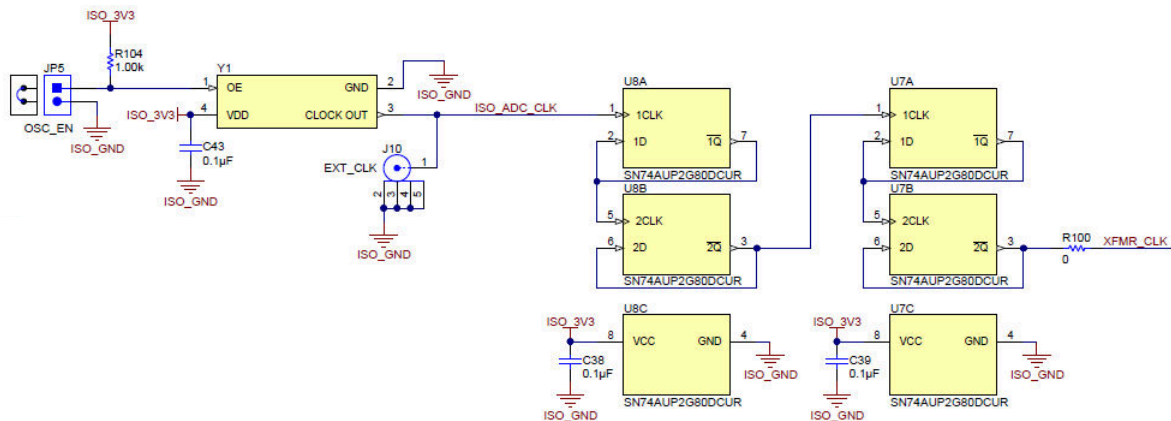 ISO_3V3
R104
1.00k
JP5
OSC_EN
ISO_GND
Y1
1
OE
GND
2
ISO_GND
ISO_3V3
4
VDD
CLOCK OUT
3
C43
0.1µF
ISO_GND
J10
EXT_CLK
1
2
3
4
5
ISO_GND
ISO_ADC_CLK
U8A
1
1CLK
2
1D
1Q
7
SN74AUP2G80DCUR
U8B
5
2CLK
6
2D
2Q
3
SN74AUP2G80DCUR
U7A
1
1CLK
2
1D
1Q
7
SN74AUP2G80DCUR
U7B
5
2CLK
6
2D
2Q
3
SN74AUP2G80DCUR
R100
0
XFMR_CLK
ISO_3V3
U8C
8
VCC
GND
4
ISO_GND
C38
0.1µF
ISO_GND
SN74AUP2G80DCUR
ISO_3V3
U7C
8
VCC
GND
4
ISO_GND
C39
0.1µF
ISO_GND
SN74AUP2G80DCUR